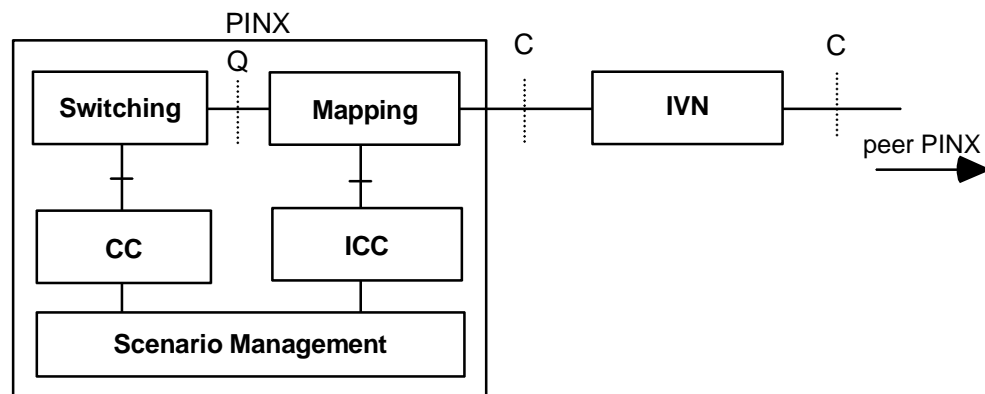 PINX
Q
C
C
Switching
Mapping
IVN
peer PINX
CC
ICC
Scenario Management